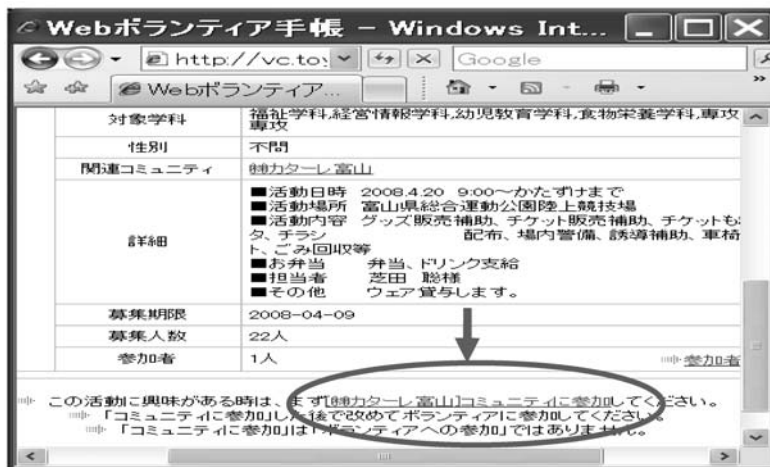 Webボランティア手帳 - Windows Int...
http://vc.to
Google
Webボランティア...
対象学科
福祉学科,経営情報学科,幼児教育学科,食物栄養学科,専攻
専攻
性別
不問
関連コミュニティ
㈱カターレ富山
詳細
■活動日時 2008.4.20 9:00~かたずけまで
■活動場所 富山県総合運動公園陸上競技場
■活動内容 グッズ販売補助、チケット販売補助、チケットも
タ、チラシ 配布、場内警備、誘導補助、車椅
ト、ごみ回収等
■お弁当 弁当、ドリンク支給
■担当者 芝田 聡様
■その他 ウェア貸与します。
募集期限
2008-04-09
募集人数
22人
参加者
1人
参加者
この活動に興味がある時は、まず[㈱カターレ富山]コミュニティに参加してください。
「コミュニティに参加」した後で改めてボランティアに参加してください。
「コミュニティに参加」は「ボランティアへの参加」ではありません。